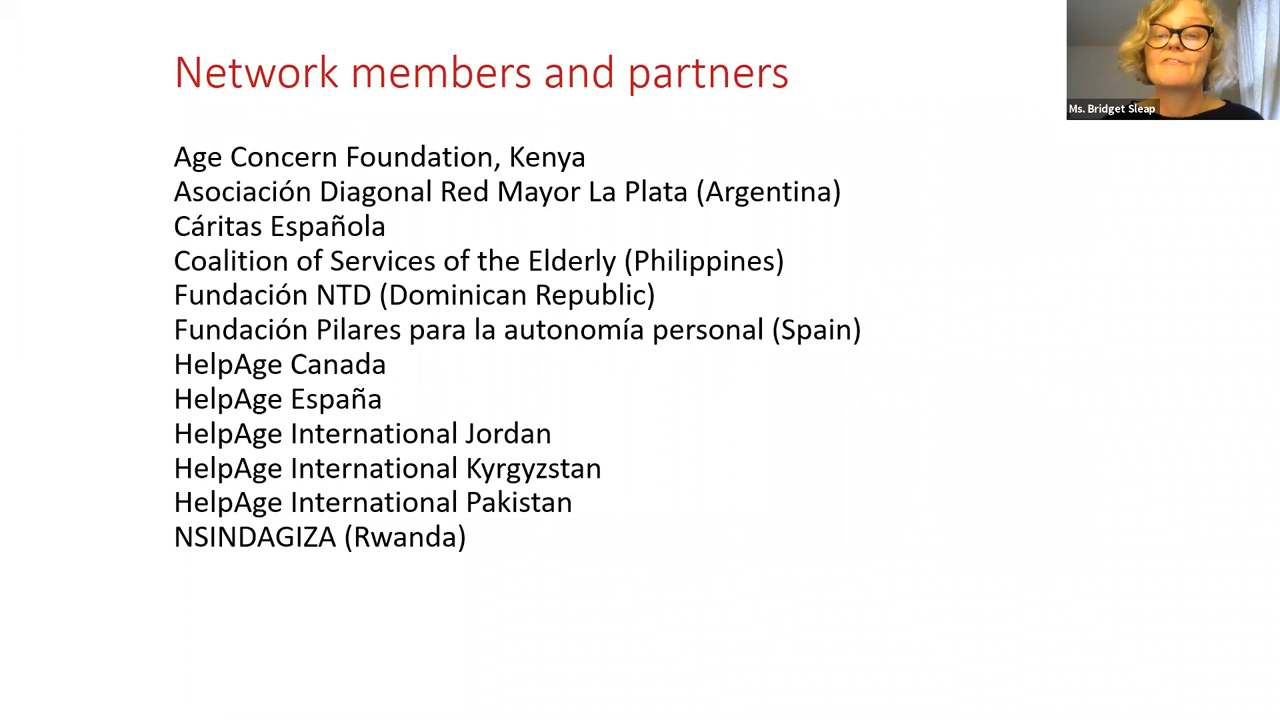 Network members and partners
Ms. Bridget Sleap
Age Concern Foundation, Kenya
Asociación Diagonal Red Mayor La Plata (Argentina)
Cáritas Española
Coalition of Services of the Elderly (Philippines)
Fundación NTD (Dominican Republic)
Fundación Pilares para la autonomía personal (Spain)
HelpAge Canada
HelpAge España
HelpAge International Jordan
HelpAge International Kyrgyzstan
HelpAge International Pakistan
NSINDAGIZA (Rwanda)